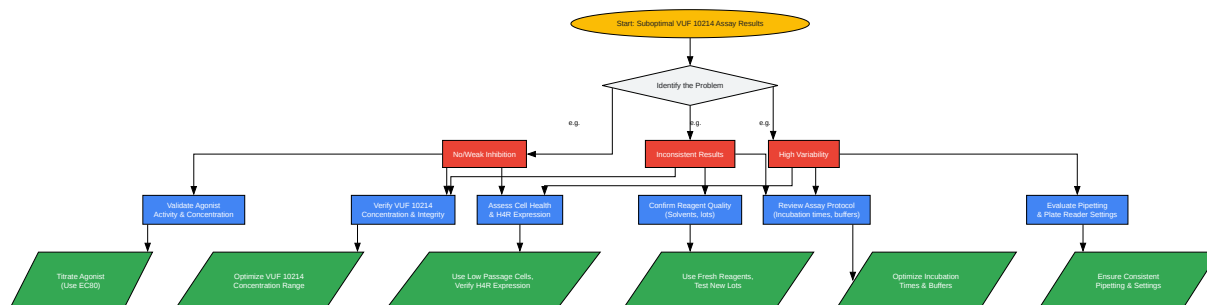 Start: Suboptimal VUF 10214 Assay Results
Identify the Problem
e.g.
e.g.
e.g.
No/Weak Inhibition
Inconsistent Results
High Variability
Validate Agonist
Activity & Concentration
Verify VUF 10214
Concentration & Integrity
Assess Cell Health
& H4R Expression
Confirm Reagent Quality
(Solvents, lots)
Review Assay Protocol
(Incubation times, buffers)
Evaluate Pipetting
& Plate Reader Settings
Titrate Agonist
(Use EC80)
Optimize VUF 10214
Concentration Range
Use Low Passage Cells,
Verify H4R Expression
Use Fresh Reagents,
Test New Lots
Optimize Incubation
Times & Buffers
Ensure Consistent
Pipetting & Settings